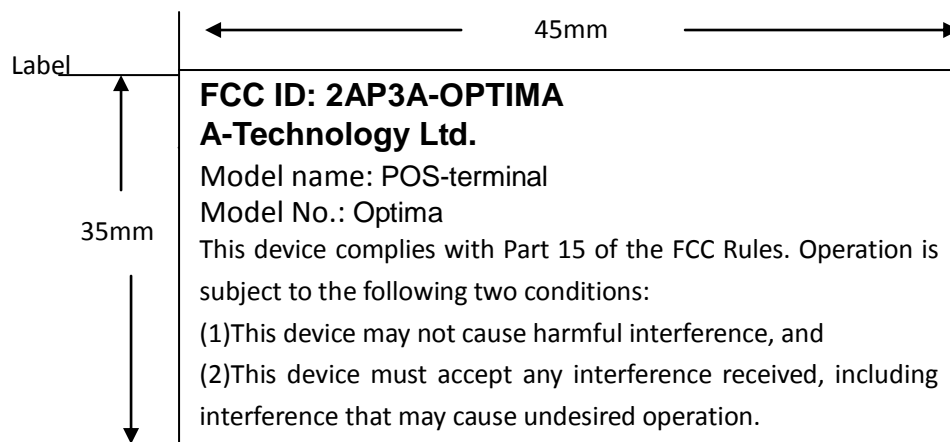 45mm
Label
FCC ID: 2AP3A-OPTIMA
A-Technology Ltd.
Model name: POS-terminal
Model No.: Optima
35mm
This device complies with Part 15 of the FCC Rules. Operation is
subject to the following two conditions:
(1)This device may not cause harmful interference, and
(2)This device must accept any interference received, including
interference that may cause undesired operation.